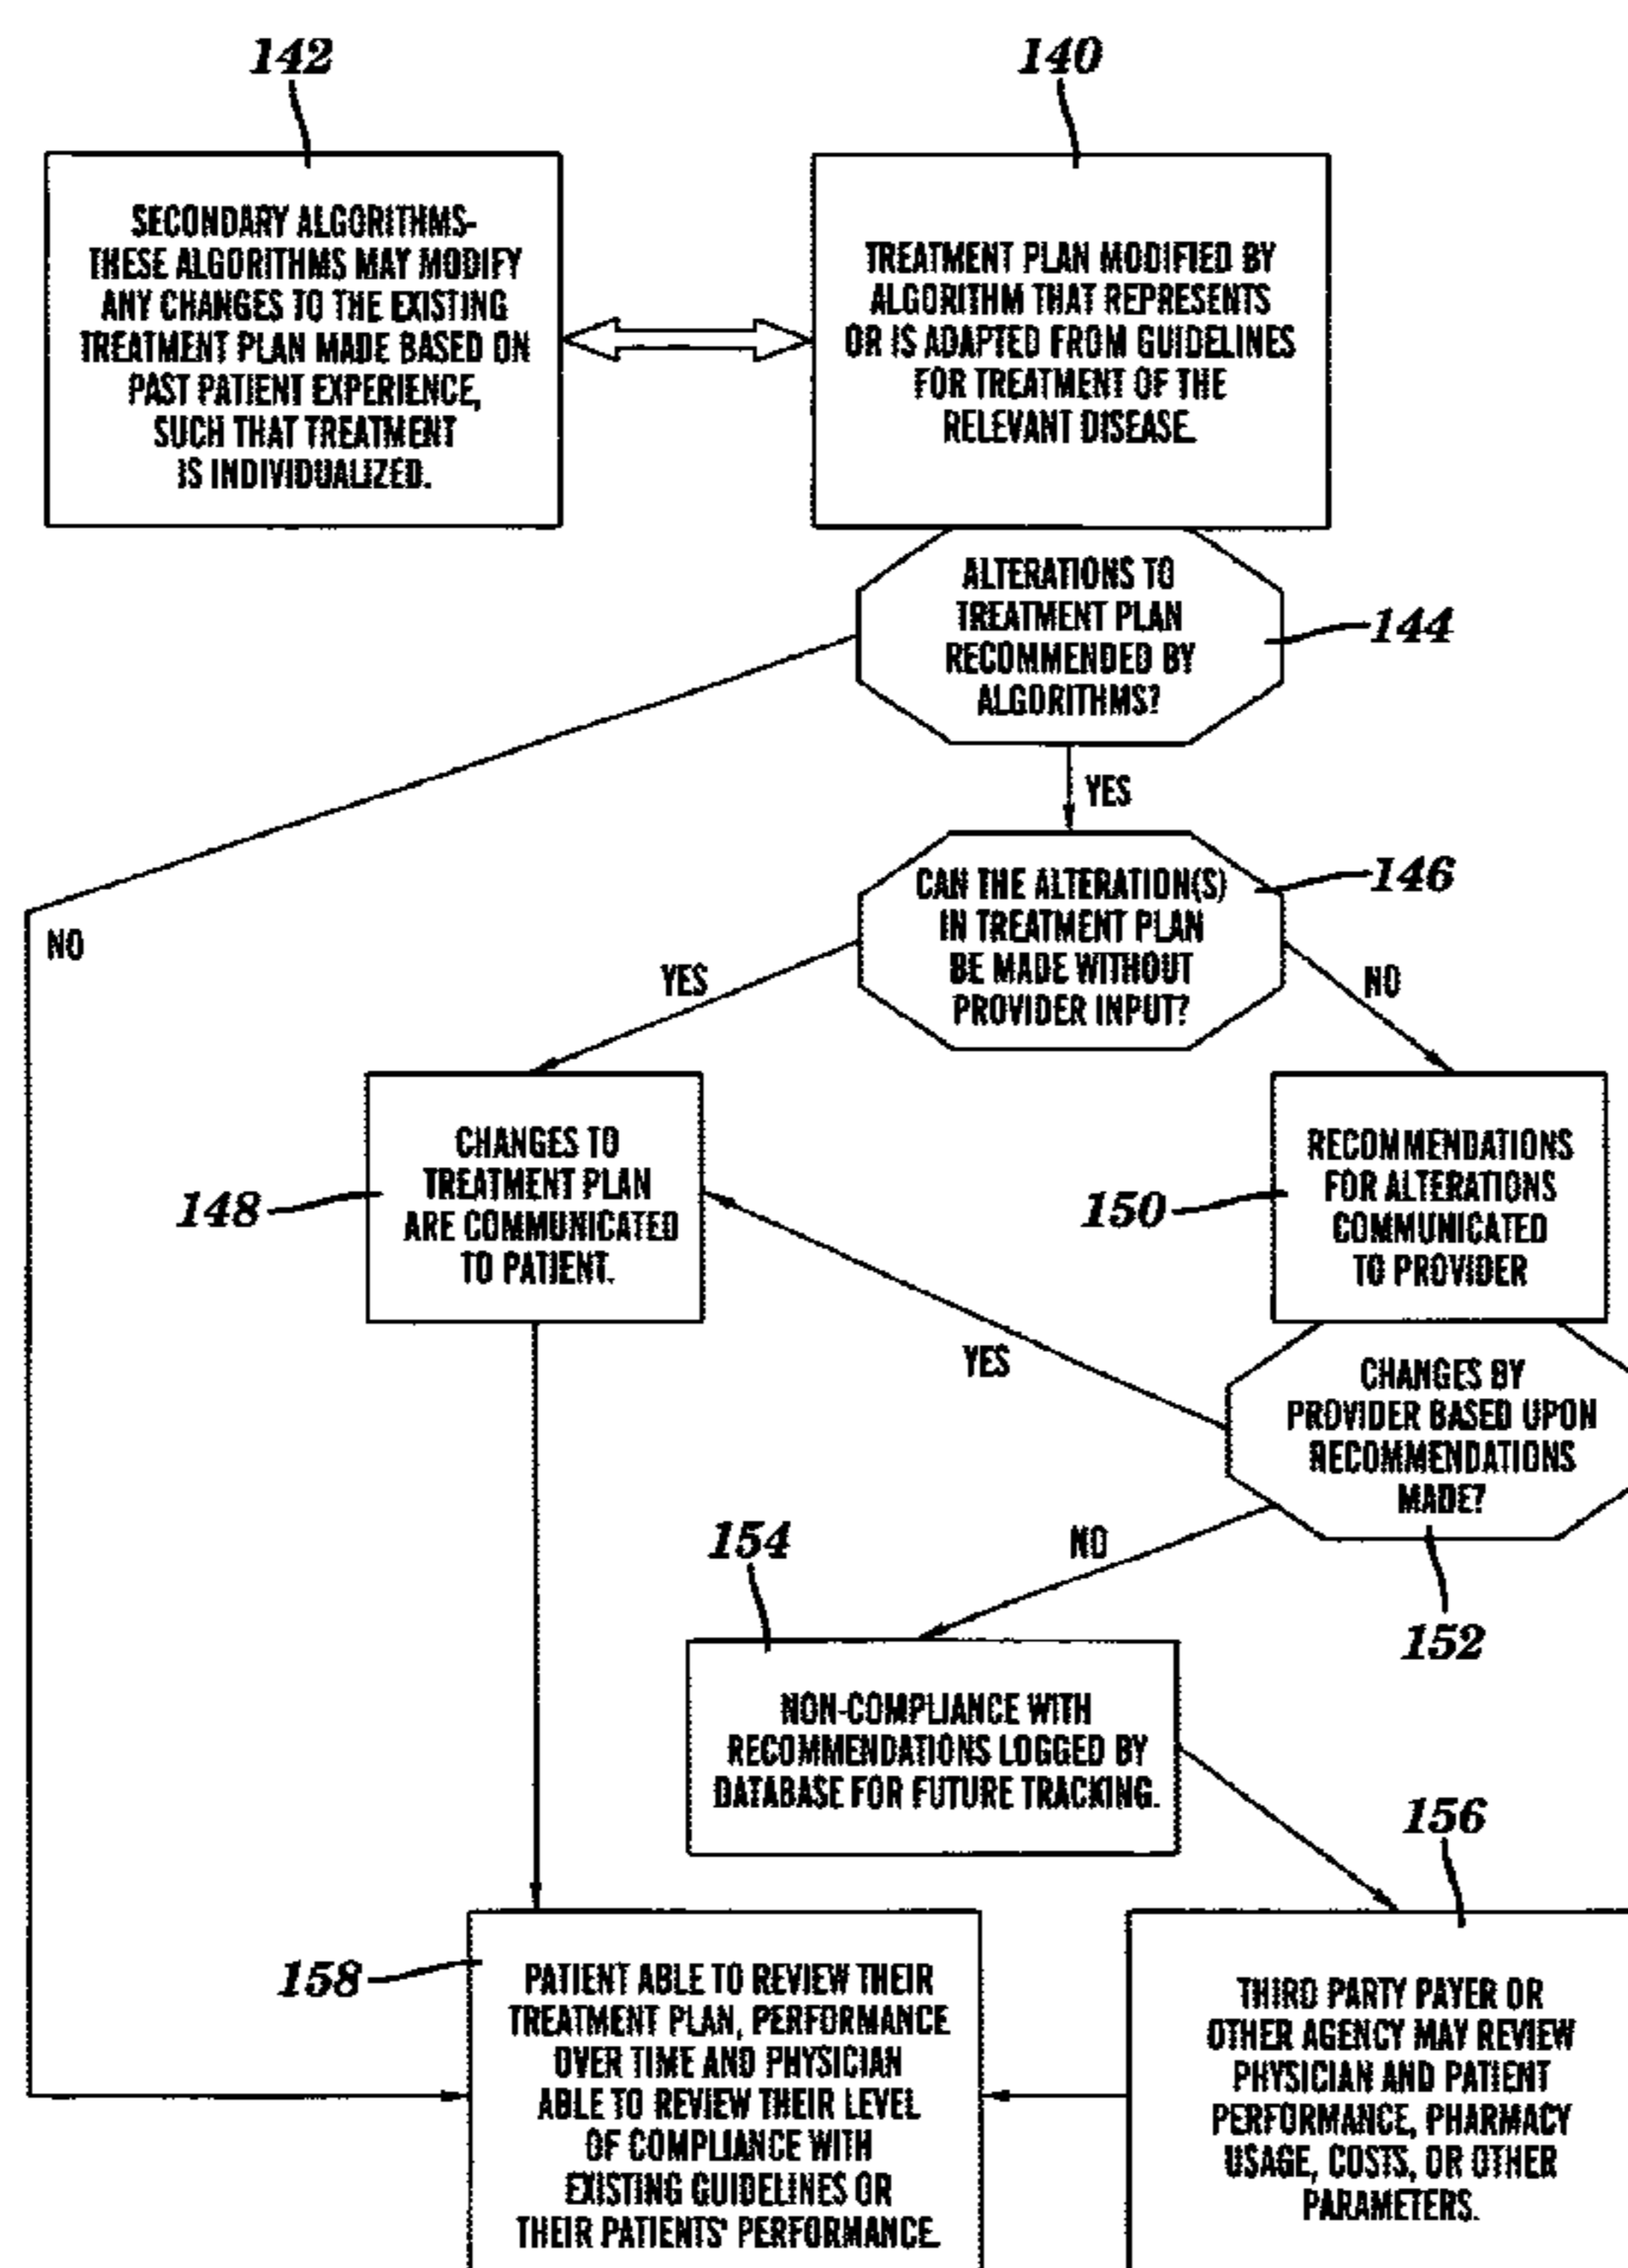 142
140
SECONDARY ALGORITHMS-
THESE ALGORITHMS MAY MODIFY
ANY CHANGES TO THE EXISTING
TREATMENT PLAN MADE BASED ON
PAST PATIENT EXPERIENCE,
SUCH THAT TREATMENT
IS INDIVIDUALIZED.
TREATMENT PLAN MODIFIED BY
ALGORITHM THAT REPRESENTS
OR IS ADAPTED FROM GUIDELINES
FOR TREATMENT OF THE
RELEVANT DISEASE.
ALTERATIONS TO
TREATMENT PLAN
RECOMMENDED BY
ALGORITHMS?
144
YES
NO
CAN THE ALTERATION(S)
IN TREATMENT PLAN
BE MADE WITHOUT
PROVIDER INPUT?
146
YES
NO
CHANGES TO
TREATMENT PLAN
ARE COMMUNICATED
TO PATIENT.
148
RECOMMENDATIONS
FOR ALTERATIONS
COMMUNICATED
TO PROVIDER
150
YES
CHANGES BY
PROVIDER BASED UPON
RECOMMENDATIONS
MADE?
152
NO
154
NON-COMPLIANCE WITH
RECOMMENDATIONS LOGGED BY
DATABASE FOR FUTURE TRACKING.
156
158
PATIENT ABLE TO REVIEW THEIR
TREATMENT PLAN, PERFORMANCE
OVER TIME AND PHYSICIAN
ABLE TO REVIEW THEIR LEVEL
OF COMPLIANCE WITH
EXISTING GUIDELINES OR
THEIR PATIENTS' PERFORMANCE.
THIRD PARTY PAYER OR
OTHER AGENCY MAY REVIEW
PHYSICIAN AND PATIENT
PERFORMANCE, PHARMACY
USAGE, COSTS, OR OTHER
PARAMETERS.